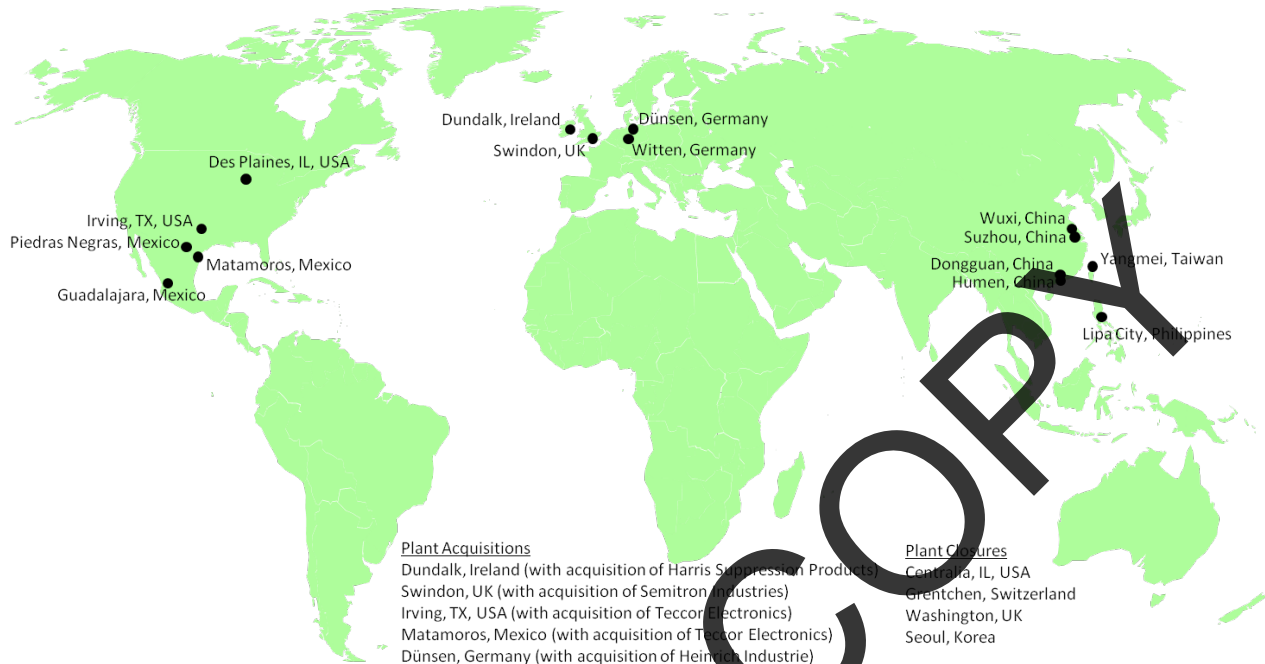 Dundalk, Ireland
Dünsen, Germany
Swindon, UK
Witten, Germany
Des Plaines, IL, USA
Irving, TX, USA
Piedras Negras, Mexico
Matamoros, Mexico
Guadalajara, Mexico
Wuxi, China
Suzhou, China
Dongguan, China
Yangmei, Taiwan
Humen, China
Lipa City, Philippines
Plant Acquisitions
Dundalk, Ireland (with acquisition of Harris Suppression Products)
Swindon, UK (with acquisition of Semitron Industries)
Irving, TX, USA (with acquisition of Teccor Electronics)
Matamoros, Mexico (with acquisition of Teccor Electronics)
Dünsen, Germany (with acquisition of Heinrich Industrie)
Plant Closures
Centralia, IL, USA
Grentchen, Switzerland
Washington, UK
Seoul, Korea
COPY